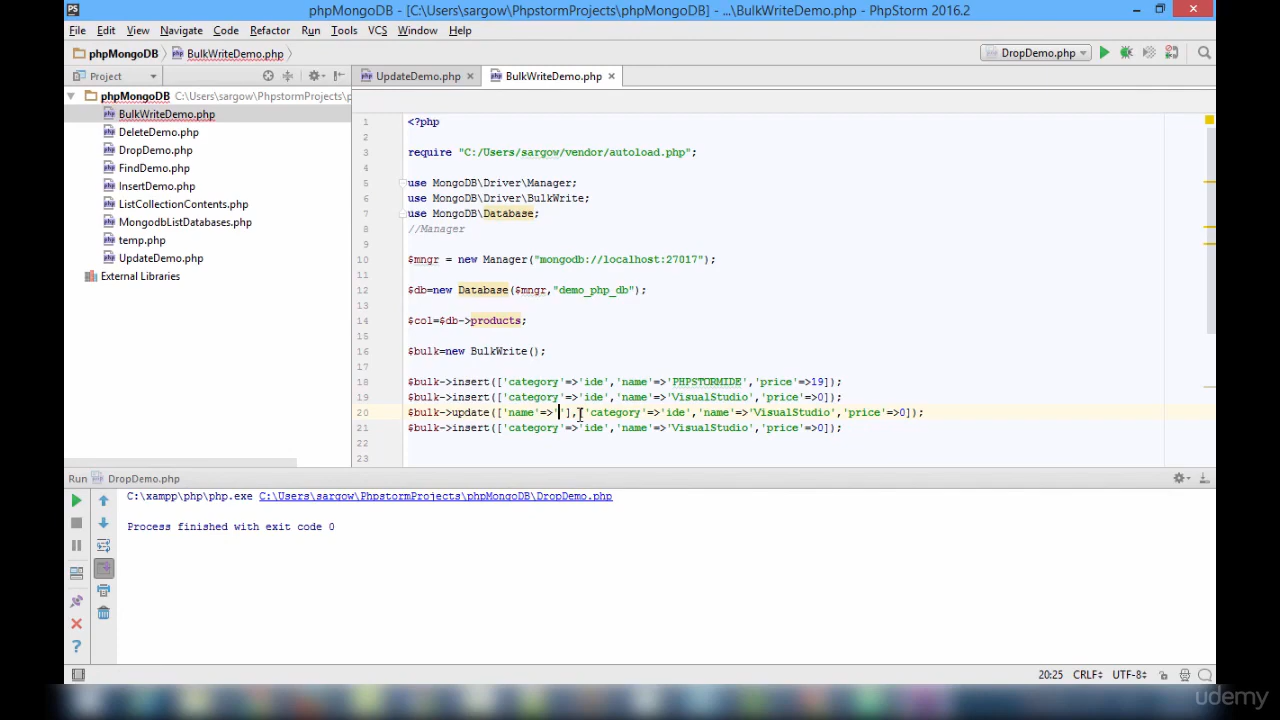 PS phpMongoDB - [C:\Users\sargow\PhpstormProjects\phpMongoDB] - ...\BulkWriteDemo.php - PhpStorm 2016.2
File Edit View Navigate Code Refactor Run Tools VCS Window Help
phpMongoDB BulkWriteDemo.php DropDemo.php
Project UpdateDemo.php BulkWriteDemo.php
phpMongoDB C:\Users\sargow\PhpstormProjects\p
BulkWriteDemo.php
DeleteDemo.php
DropDemo.php
FindDemo.php
InsertDemo.php
ListCollectionContents.php
MongodbListDatabases.php
temp.php
UpdateDemo.php
External Libraries
1 <?php
2
3 require "C:/Users/sargow/vendor/autoload.php";
4
5 use MongoDB\Driver\Manager;
6 use MongoDB\Driver\BulkWrite;
7 use MongoDB\Database;
8 //Manager
9
10 $mngr = new Manager("mongodb://localhost:27017");
11
12 $db=new Database($mngr,"demo_php_db");
13
14 $col=$db->products;
15
16 $bulk=new BulkWrite();
17
18 $bulk->insert(['category'=>'ide','name'=>'PHPSTORMIDE','price'=>19]);
19 $bulk->insert(['category'=>'ide','name'=>'VisualStudio','price'=>0]);
20 $bulk->update(['name'=>''],['category'=>'ide','name'=>'VisualStudio','price'=>0]);
21 $bulk->insert(['category'=>'ide','name'=>'VisualStudio','price'=>0]);
22
23
Run DropDemo.php
C:\xampp\php\php.exe C:\Users\sargow\PhpstormProjects\phpMongoDB\DropDemo.php
Process finished with exit code 0
20:25 CRLF UTF-8
udemy